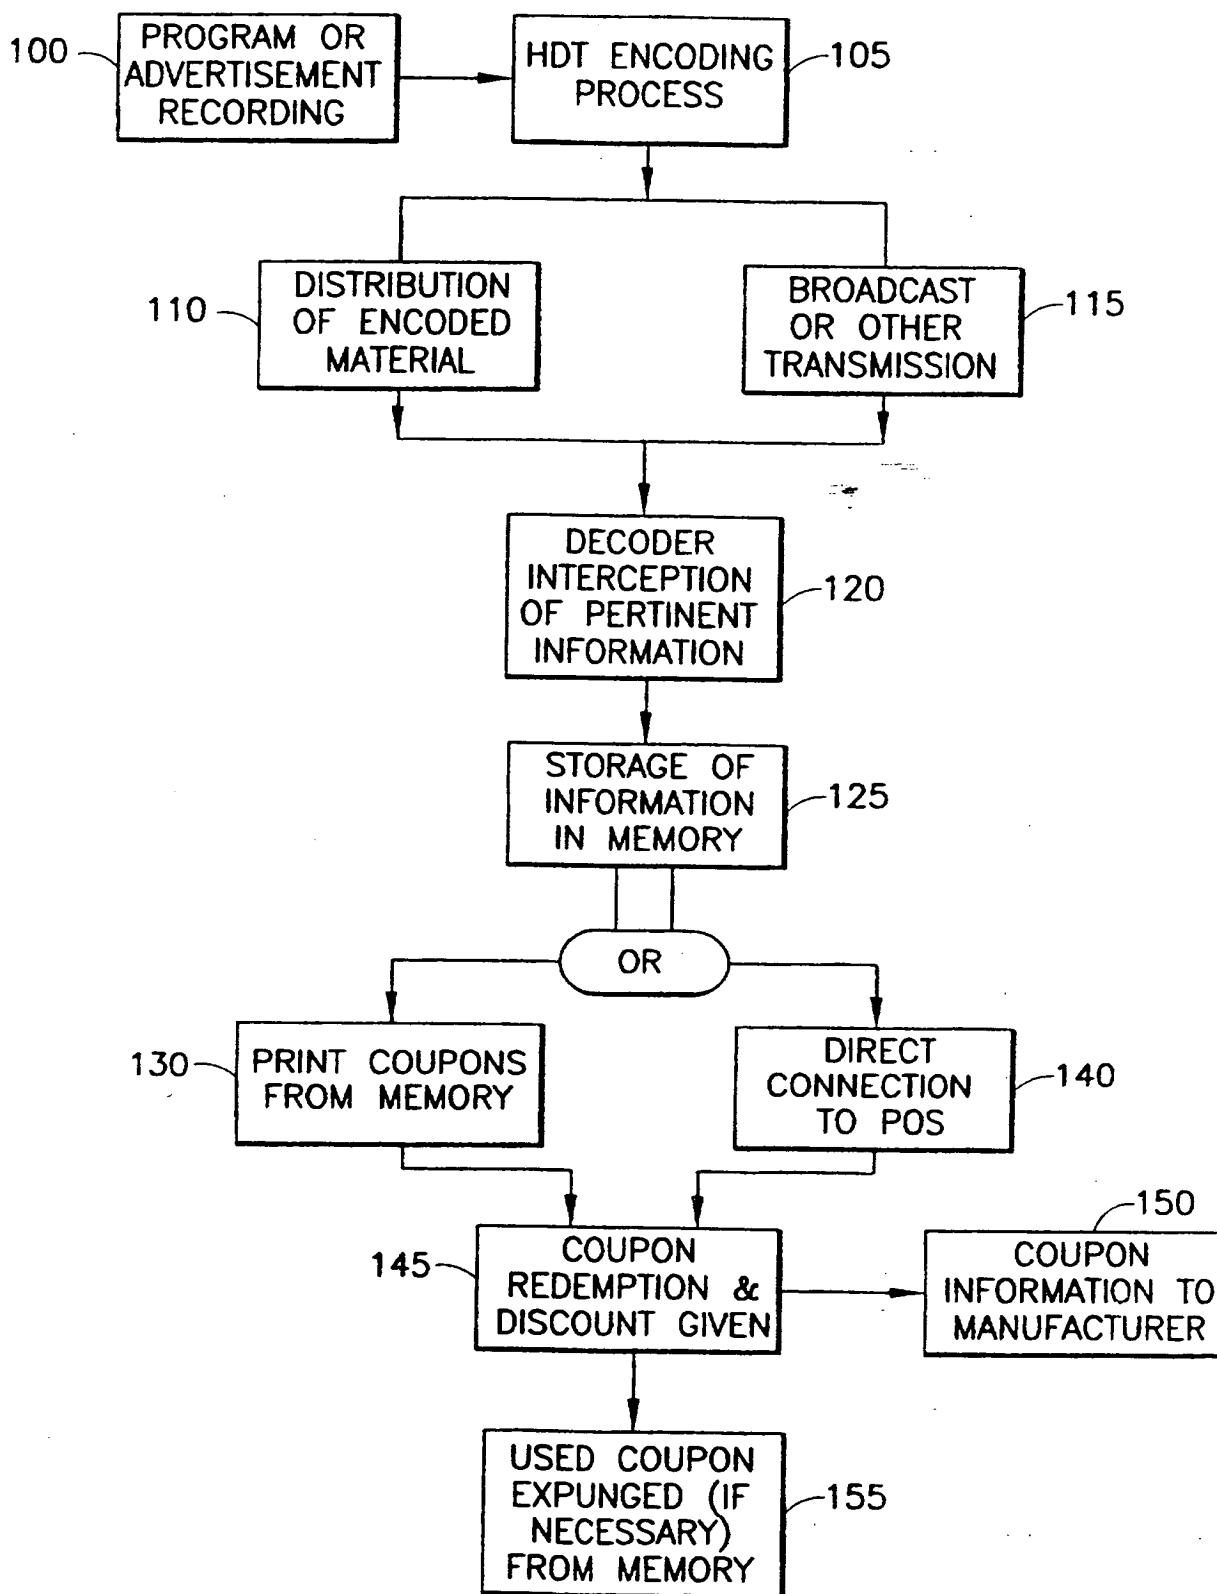 100
PROGRAM OR
ADVERTISEMENT
RECORDING
HDT ENCODING
PROCESS
105
110
DISTRIBUTION
OF ENCODED
MATERIAL
BROADCAST
OR OTHER
TRANSMISSION
115
DECODER
INTERCEPTION
OF PERTINENT
INFORMATION
120
STORAGE OF
INFORMATION
IN MEMORY
125
OR
130
PRINT COUPONS
FROM MEMORY
DIRECT
CONNECTION
TO POS
140
145
COUPON
REDEMPTION &
DISCOUNT GIVEN
150
COUPON
INFORMATION TO
MANUFACTURER
USED COUPON
EXPUNGED (IF
NECESSARY)
FROM MEMORY
155